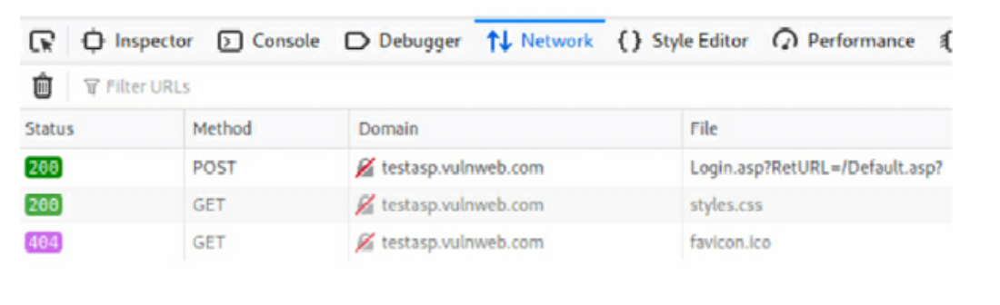 Inspector Console Debugger Network {} Style Editor Performance
Filter URLs
Status Method Domain File
200 POST testasp.vulnweb.com Login.asp?RetURL=/Default.asp?
200 GET testasp.vulnweb.com styles.css
404 GET testasp.vulnweb.com favicon.ico